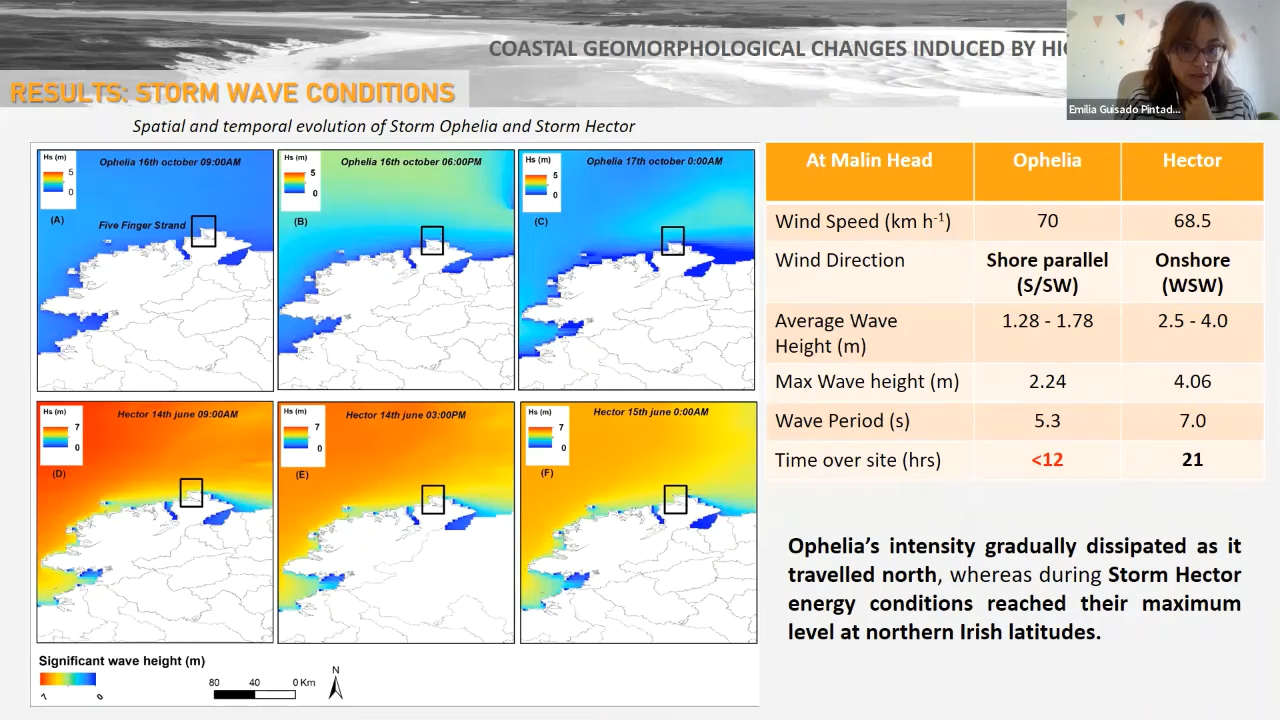 COASTAL GEOMORPHOLOGICAL CHANGES INDUCED BY
RESULTS: STORM WAVE CONDITIONS
Emilia Guisado Pintad...
Spatial and temporal evolution of Storm Ophelia and Storm Hector
Hs (m)
5
0
Ophelia 16th october 09:00AM
(A)
Five Finger Strand
Hs (m)
5
0
Ophelia 16th october 06:00PM
(B)
Hs (m)
5
0
Ophelia 17th october 0:00AM
(C)
Hs (m)
7
0
Hector 14th june 09:00AM
(D)
Hs (m)
7
0
Hector 14th june 03:00PM
(E)
Hs (m)
7
0
Hector 15th june 0:00AM
(F)
Significant wave height (m)
7 0
80 40 0 Km
N
At Malin Head Ophelia Hector
Wind Speed (km h-1) 70 68.5
Wind Direction Shore parallel Onshore
(S/SW) (WSW)
Average Wave 1.28 - 1.78 2.5 - 4.0
Height (m)
Max Wave height (m) 2.24 4.06
Wave Period (s) 5.3 7.0
Time over site (hrs) <12 21
Ophelia's intensity gradually dissipated as it
travelled north, whereas during Storm Hector
energy conditions reached their maximum
level at northern Irish latitudes.